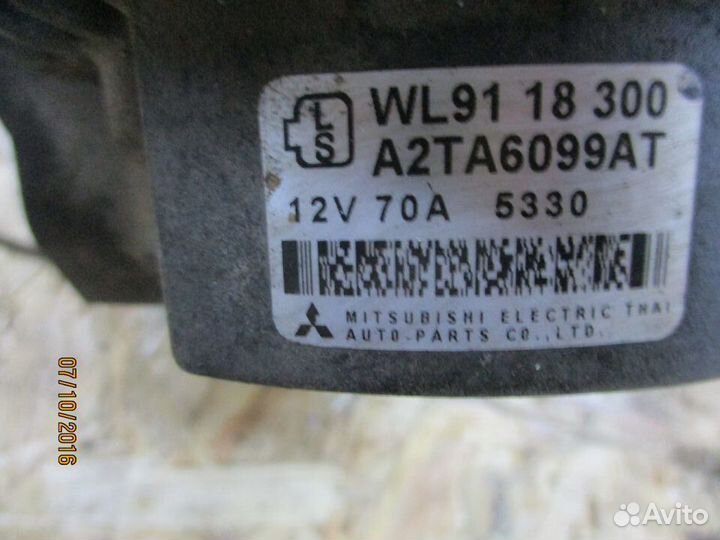 L
S
WL91 18 300
A2TA6099AT
12V 70A 5330
MITSUBISHI ELECTRIC THAI
AUTO-PARTS CO.,LTD.
07/10/2016
Avito